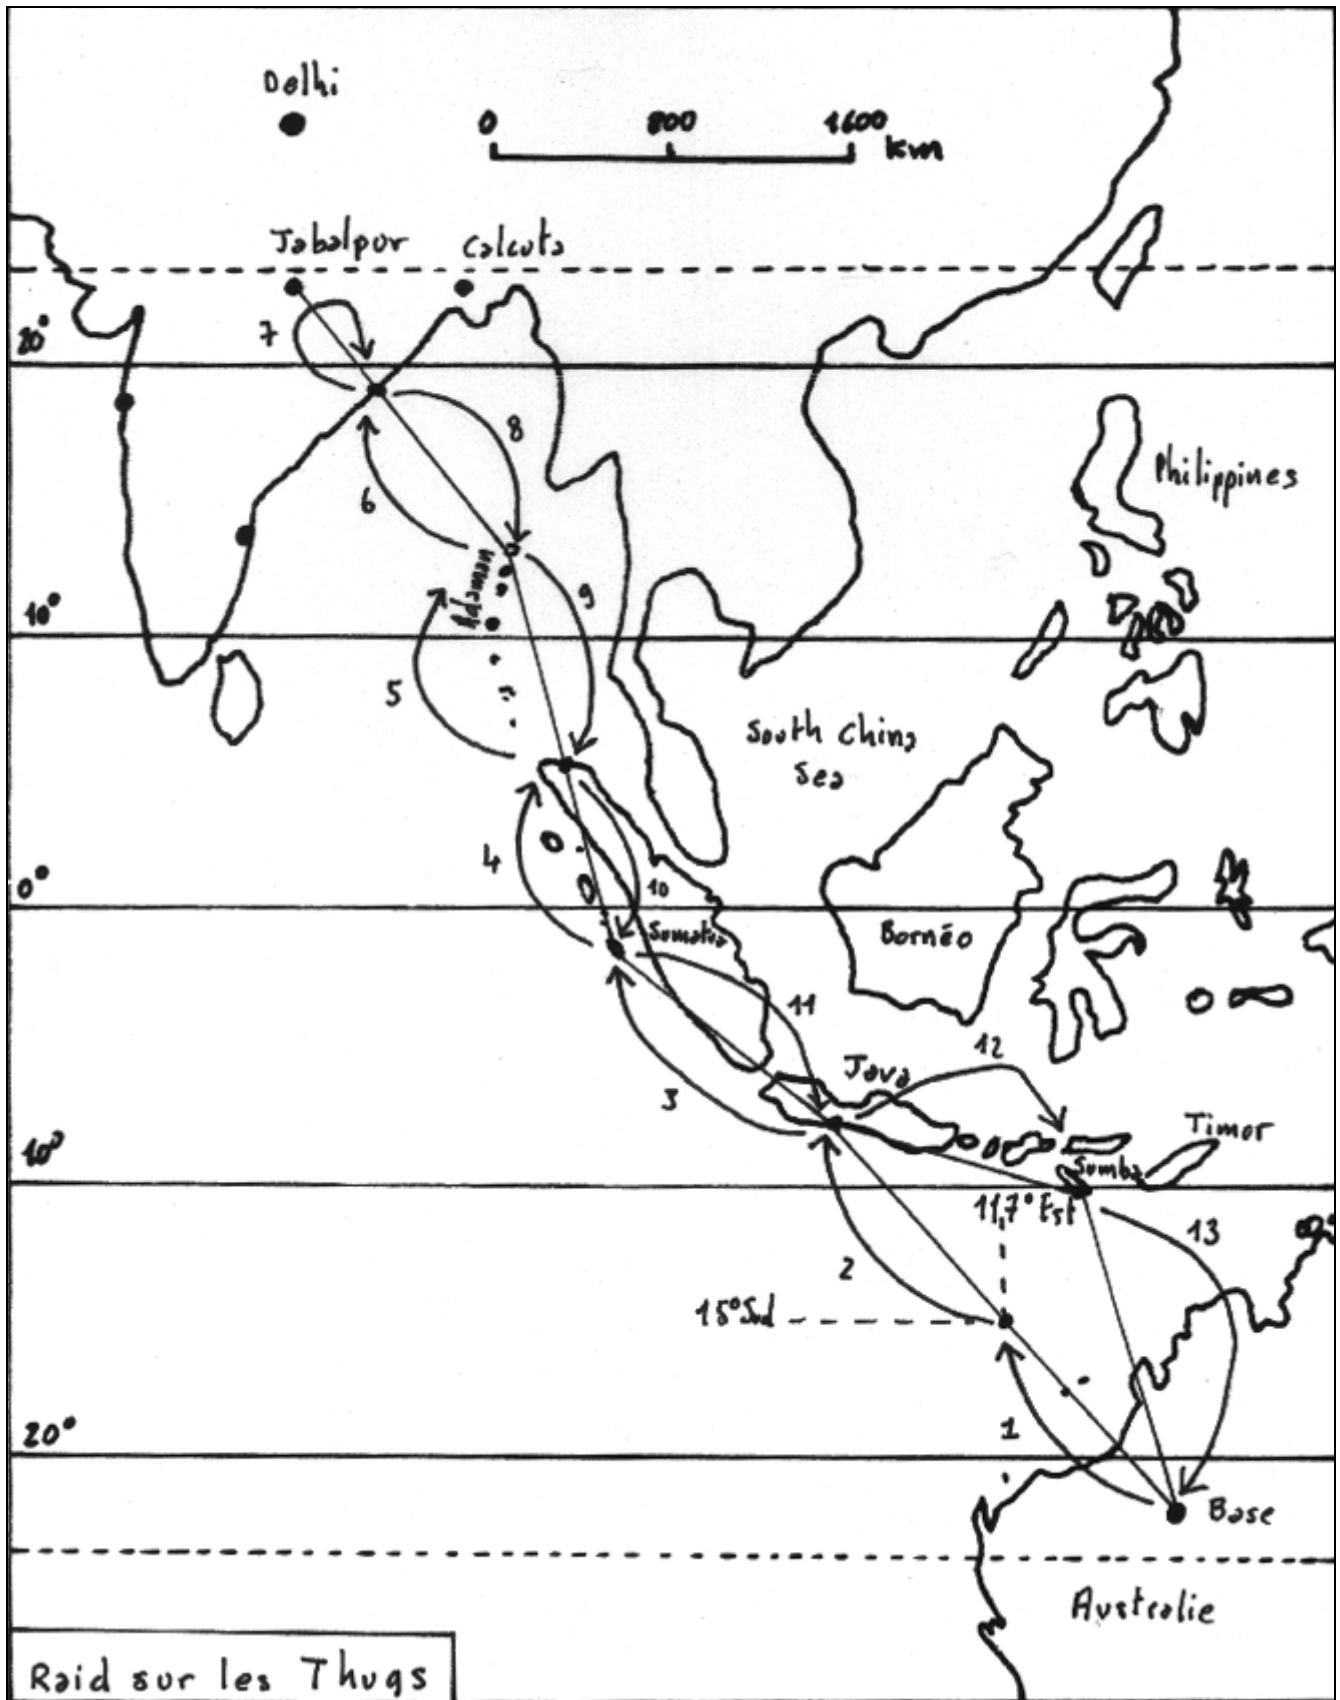 Delhi
0 800 1600
km
Jabalpur Calcuta
7
20°
8
6
Philippines
Adaman
9
10°
5
South China
Sea
4
0°
10
Sumatra
Bornéo
11
12
Java
3
Timor
10°
Sumba
117° Est
13
2
15° Sud
1
20°
Base
Australie
Raid sur les Thugs